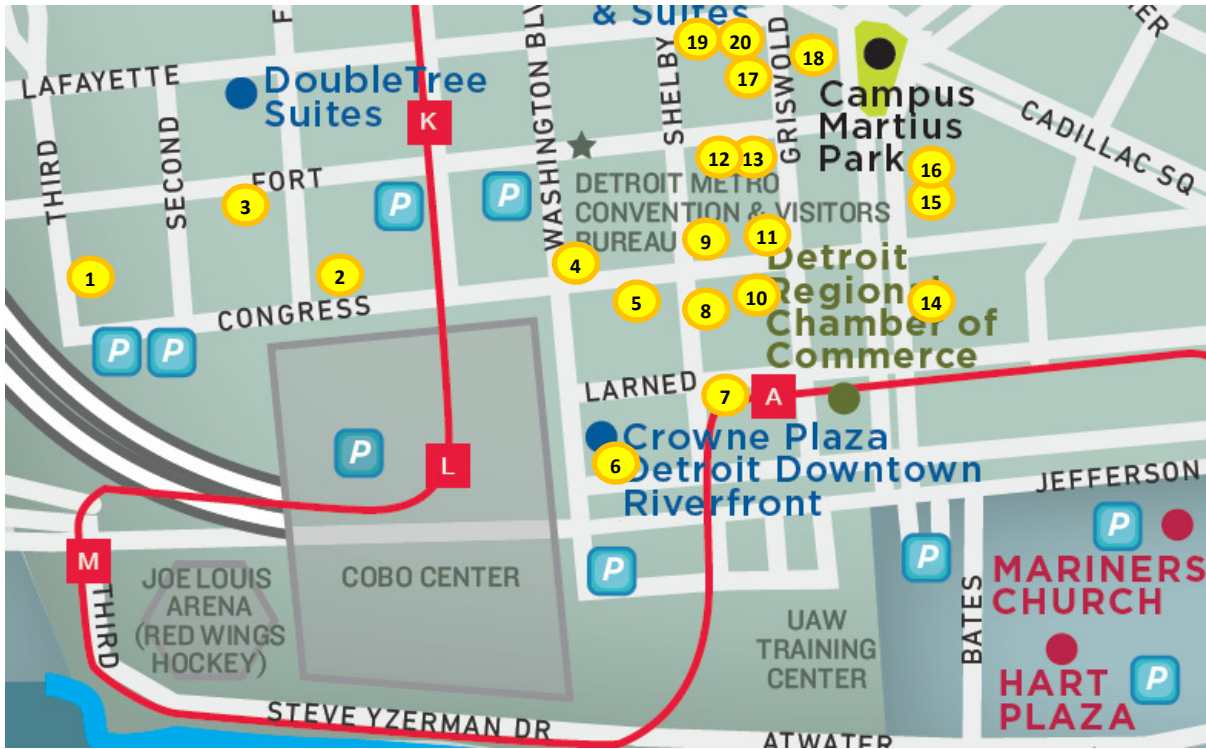 & Suites
19
20
18
17
LAFAYETTE
DoubleTree
Suites
K
WASHINGTON BLV
SHELBY
GRISWOLD
Campus
Martius
Park
CADILLAC SQ
THIRD
SECOND
FORT
3
P
P
12
13
16
15
DETROIT METRO
CONVENTION & VISITORS
BUREAU
9
11
1
2
4
5
8
10
14
Detroit
Regional
Chamber of
Commerce
CONGRESS
P
P
LARNED
7
A
P
L
6
Crowne Plaza
Detroit Downtown
Riverfront
JEFFERSON
P
P
P
M
THIRD
JOE LOUIS
ARENA
(RED WINGS
HOCKEY)
COBO CENTER
UAW
TRAINING
CENTER
BATES
MARINERS
CHURCH
HART
PLAZA
P
STEVE YZERMAN DR
ATWATER